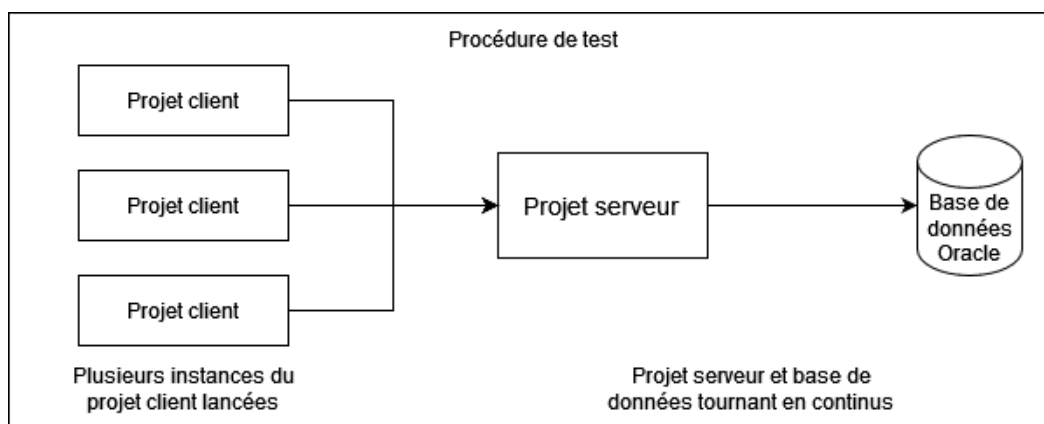 Procédure de test
Projet client
Projet client
Projet client
Projet serveur
Base de
données
Oracle
Plusieurs instances du
projet client lancées
Projet serveur et base de
données tournant en continus